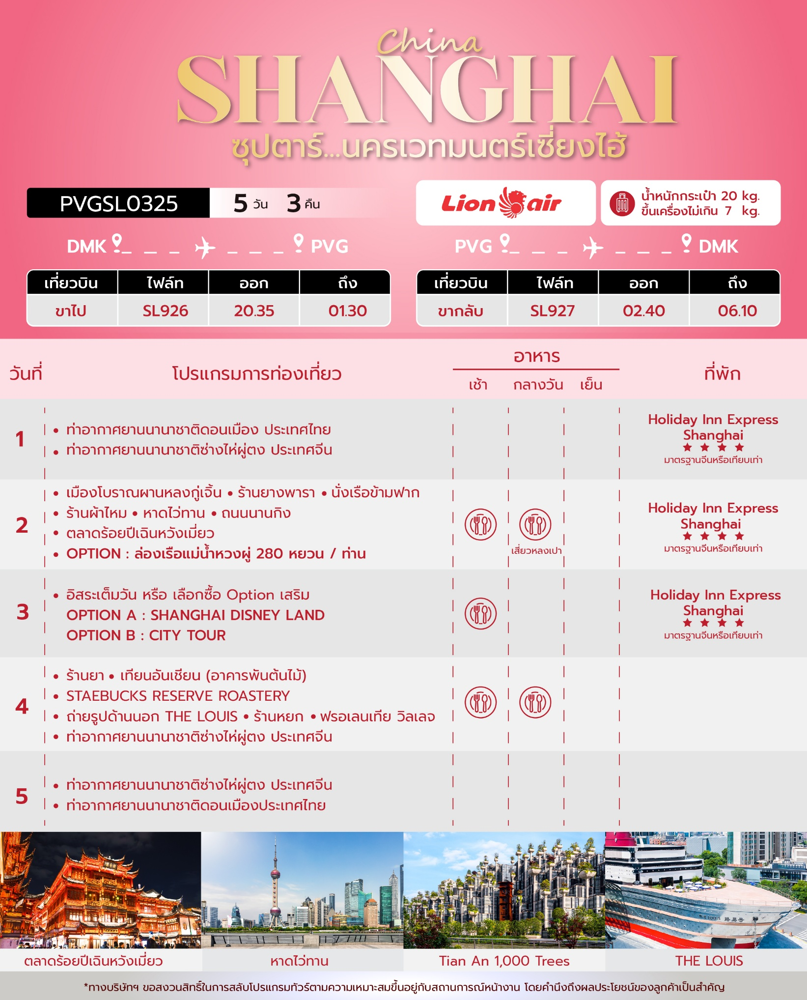 China
SHANGHAI
ซุปตาร์...นครเวทมนตร์เซี่ยงไฮ้
PVGSL0325
5 วัน 3 คืน
Lion air
น้ำหนักกระเป๋า 20 kg.
ขึ้นเครื่องไม่เกิน 7 kg.
DMK PVG
PVG DMK
เที่ยวบิน ไฟล์ท ออก ถึง
ขาไป SL926 20.35 01.30
เที่ยวบิน ไฟล์ท ออก ถึง
ขากลับ SL927 02.40 06.10
วันที่ โปรแกรมการท่องเที่ยว อาหาร ที่พัก
เช้า กลางวัน เย็น
1
• ท่าอากาศยานนานาชาติดอนเมือง ประเทศไทย
• ท่าอากาศยานนานาชาติซ่างไห่ผู่ตง ประเทศจีน
Holiday Inn Express
Shanghai
★ ★ ★ ★
มาตรฐานจีนหรือเทียบเท่า
2
• เมืองโบราณผานหลงกู่เจิ้น • ร้านยางพารา • นั่งเรือข้ามฟาก
• ร้านผ้าไหม • หาดไว่ทาน • ถนนนานกิง
• ตลาดร้อยปีเฉินหวังเมี่ยว
• OPTION : ล่องเรือแม่น้ำหวงผู่ 280 หยวน / ท่าน
เสี่ยวหลงเปา
Holiday Inn Express
Shanghai
★ ★ ★ ★
มาตรฐานจีนหรือเทียบเท่า
3
• อิสระเต็มวัน หรือ เลือกซื้อ Option เสริม
OPTION A : SHANGHAI DISNEY LAND
OPTION B : CITY TOUR
Holiday Inn Express
Shanghai
★ ★ ★ ★
มาตรฐานจีนหรือเทียบเท่า
4
• ร้านยา • เทียนอันเชียน (อาคารพันต้นไม้)
• STAEBUCKS RESERVE ROASTERY
• ถ่ายรูปด้านนอก THE LOUIS • ร้านหยก • ฟรอเลนเทีย วิลเลจ
• ท่าอากาศยานนานาชาติซ่างไห่ผู่ตง ประเทศจีน
5
• ท่าอากาศยานนานาชาติซ่างไห่ผู่ตง ประเทศจีน
• ท่าอากาศยานนานาชาติดอนเมืองประเทศไทย
THE LOUIS 路易号
ตลาดร้อยปีเฉินหวังเมี่ยว
หาดไว่ทาน
Tian An 1,000 Trees
THE LOUIS
*ทางบริษัทฯ ขอสงวนสิทธิ์ในการสลับโปรแกรมทัวร์ตามความเหมาะสมขึ้นอยู่กับสถานการณ์หน้างาน โดยคำนึงถึงผลประโยชน์ของลูกค้าเป็นสำคัญ